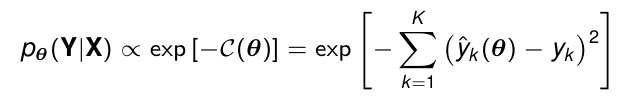 p_θ(𝐘|𝐗) ∝ exp [−𝒞(θ)] = exp [ − ∑_{k=1}^{K} (ŷ_k(θ) − y_k)² ]